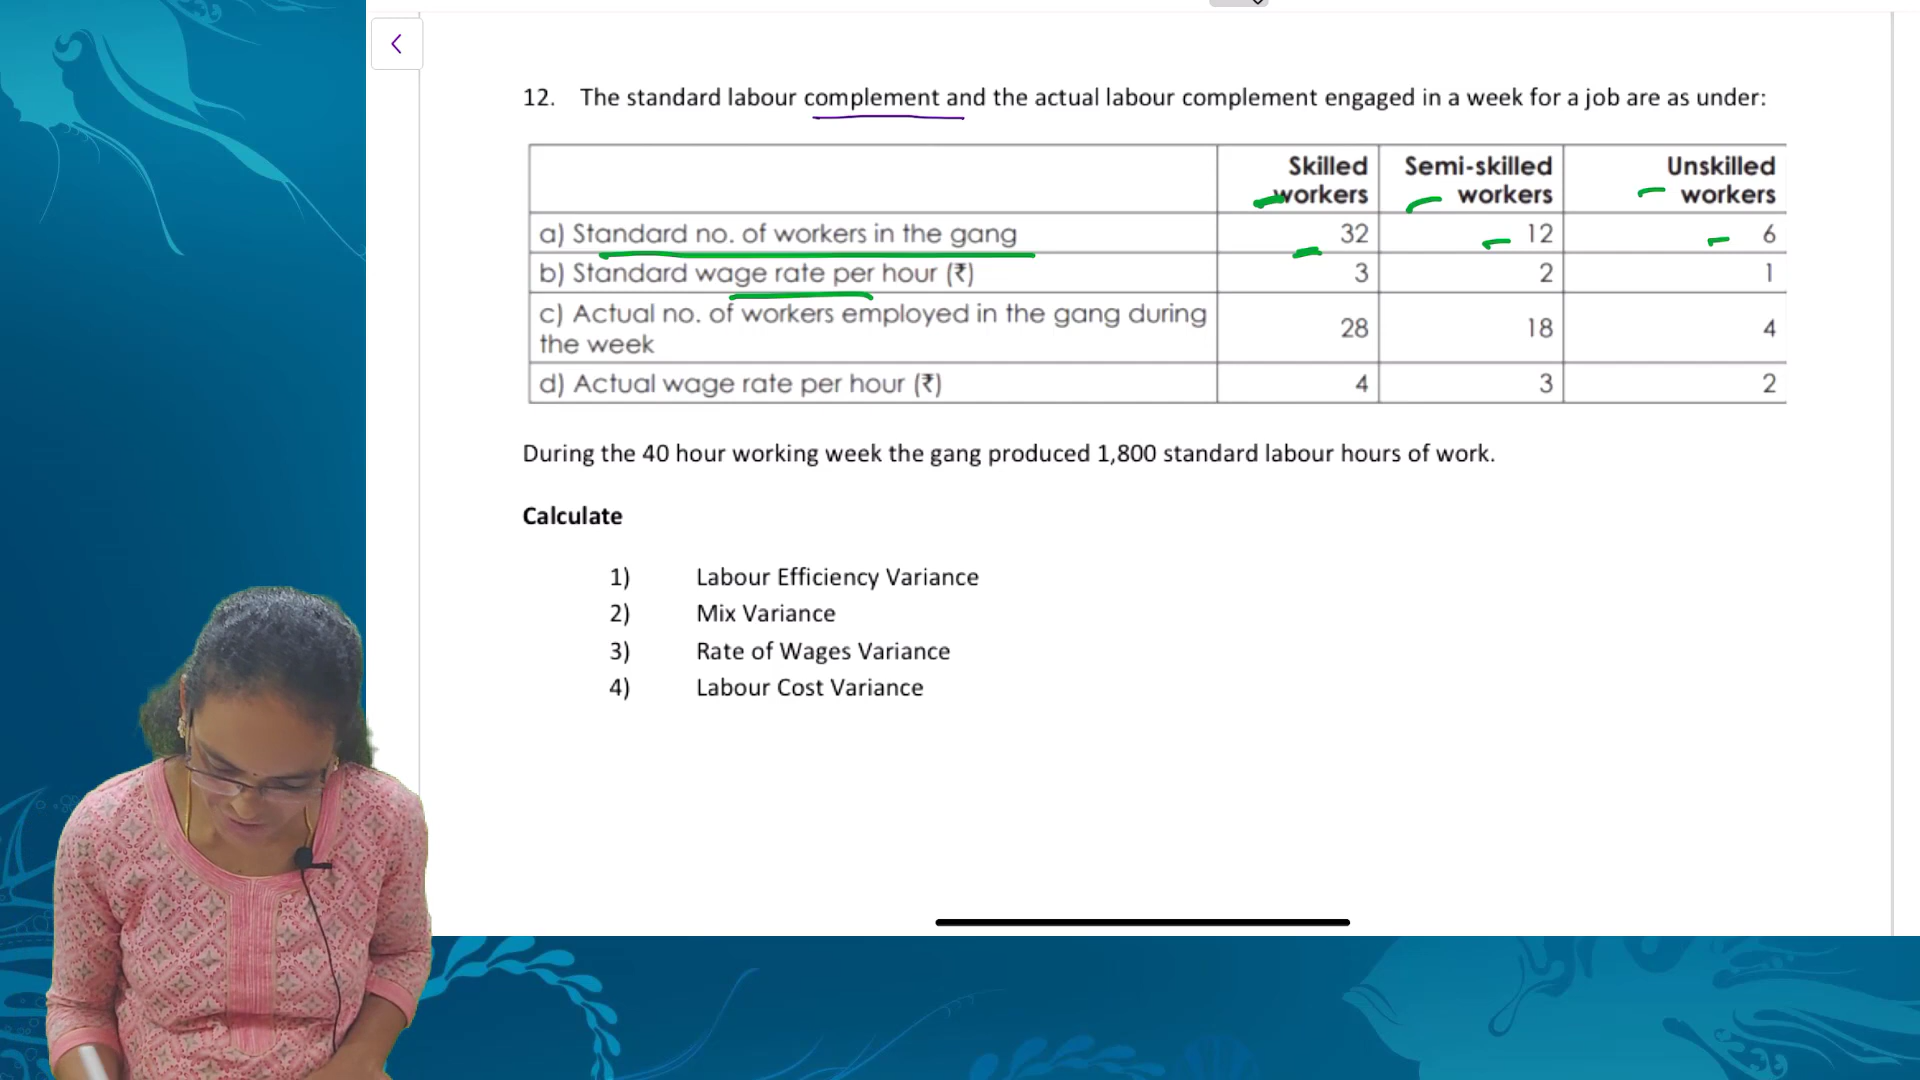 12. The standard labour complement and the actual labour complement engaged in a week for a job are as under:
Skilled workers Semi-skilled workers Unskilled workers
a) Standard no. of workers in the gang 32 12 6
b) Standard wage rate per hour (₹) 3 2 1
c) Actual no. of workers employed in the gang during the week 28 18 4
d) Actual wage rate per hour (₹) 4 3 2
During the 40 hour working week the gang produced 1,800 standard labour hours of work.
Calculate
1) Labour Efficiency Variance
2) Mix Variance
3) Rate of Wages Variance
4) Labour Cost Variance